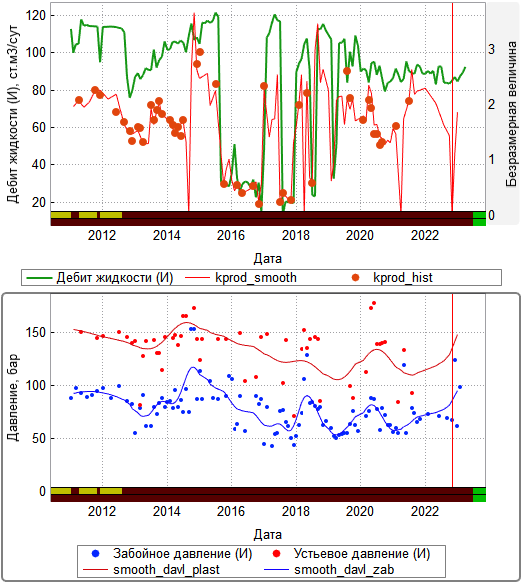 Дебит жидкости (И), ст.м3/сут
120
100
80
60
40
20
3
2
1
0
Безразмерная величина
2012 2014 2016 2018 2020 2022
Дата
Дебит жидкости (И) kprod_smooth kprod_hist
Давление, бар
150
100
50
0
2012 2014 2016 2018 2020 2022
Дата
Забойное давление (И) Устьевое давление (И)
smooth_davl_plast smooth_davl_zab